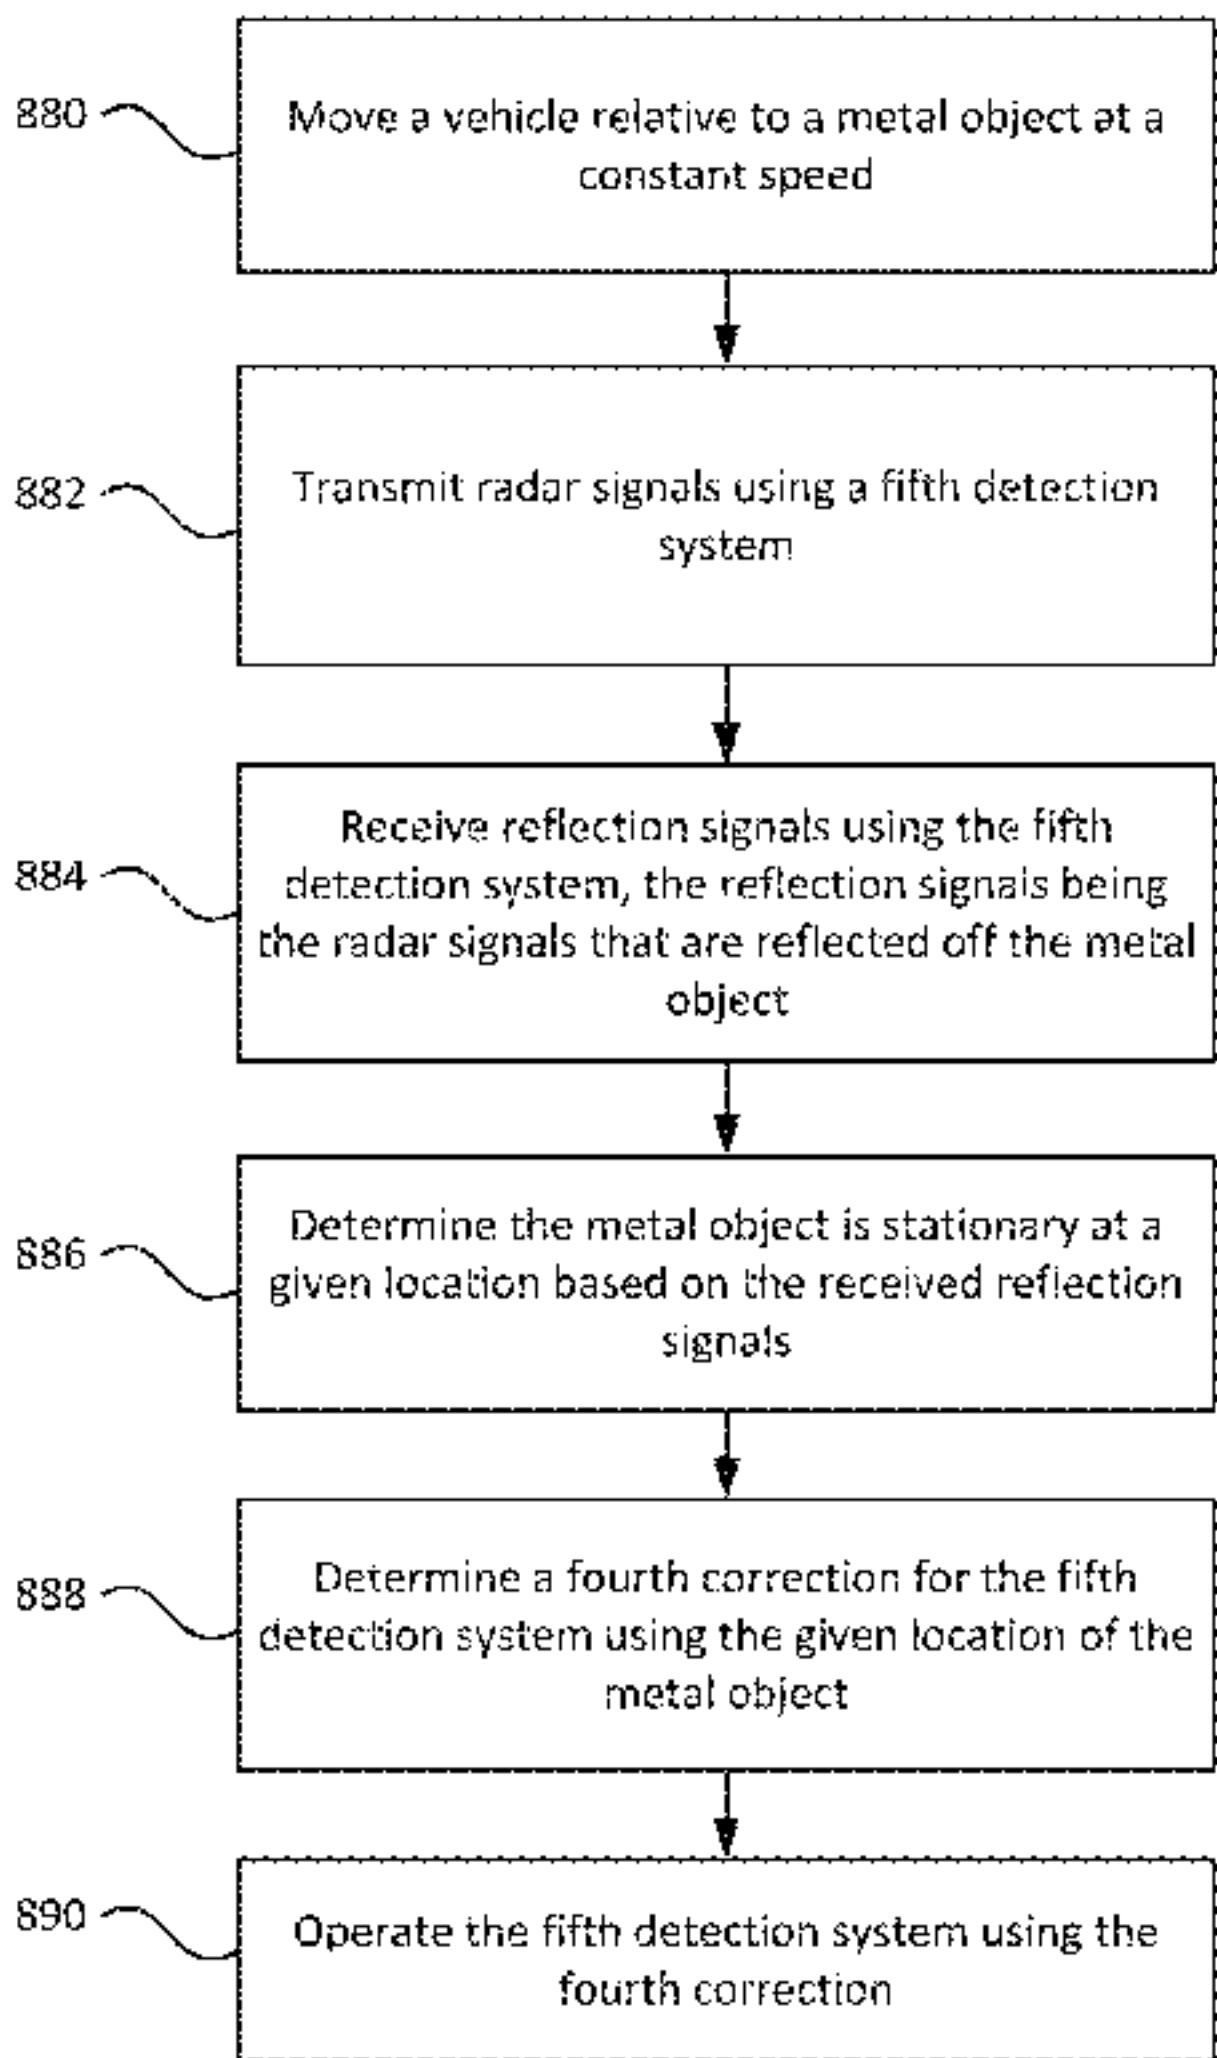 880
Move a vehicle relative to a metal object at a
constant speed
882
Transmit radar signals using a fifth detection
system
884
Receive reflection signals using the fifth
detection system, the reflection signals being
the radar signals that are reflected off the metal
object
886
Determine the metal object is stationary at a
given location based on the received reflection
signals
888
Determine a fourth correction for the fifth
detection system using the given location of the
metal object
890
Operate the fifth detection system using the
fourth correction